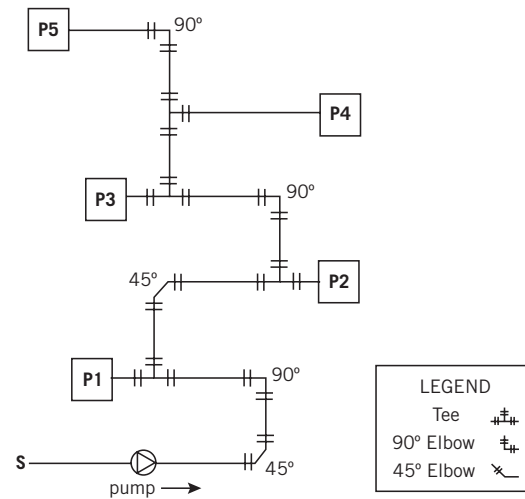 P5
90º
P4
P3
90º
45º
P2
P1
90º
S
45º
pump
LEGEND
Tee
90º Elbow
45º Elbow